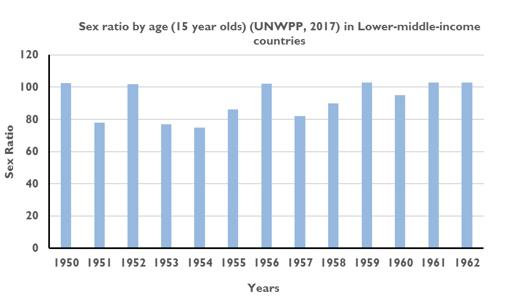 Sex ratio by age (15 year olds) (UNWPP, 2017) in Lower-middle-income
countries
120
100
80
60
40
20
0
Sex Ratio
1950 1951 1952 1953 1954 1955 1956 1957 1958 1959 1960 1961 1962
Years